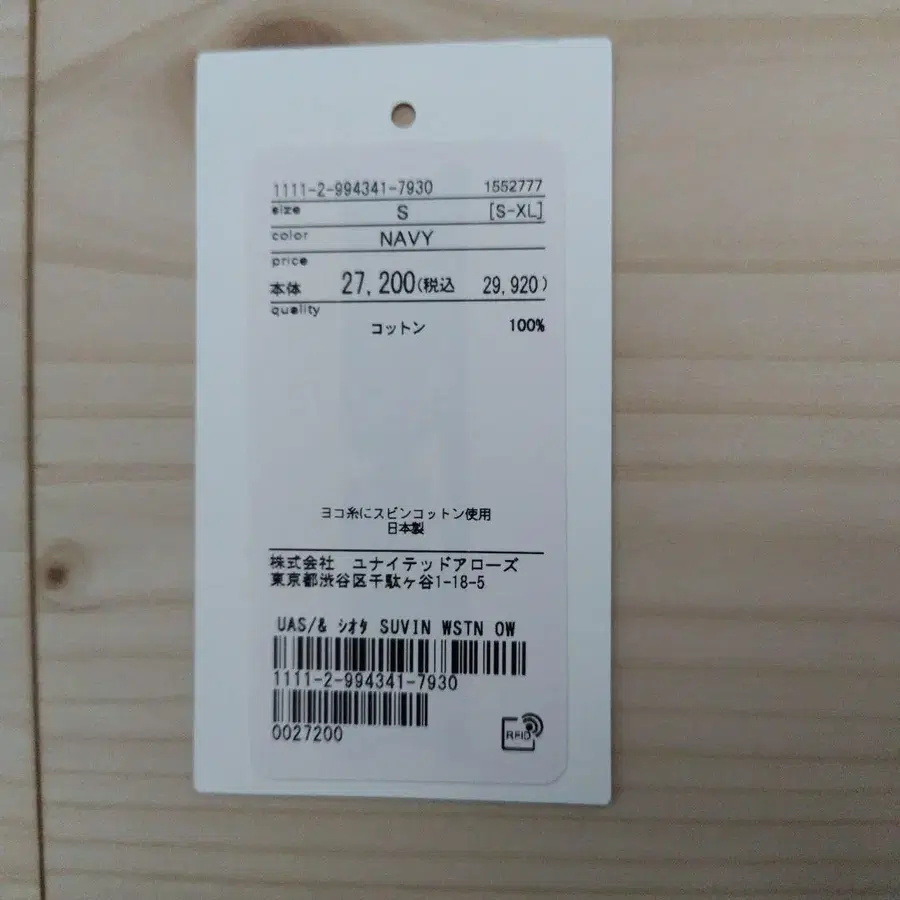 1111-2-994341-7930 1552777
size S [S-XL]
color NAVY
price
本体 27,200(税込 29,920)
quality
コットン 100%
ヨコ糸にスビンコットン使用
日本製
株式会社 ユナイテッドアローズ
東京都渋谷区千駄ヶ谷1-18-5
UAS/& ｼｵﾀ SUVIN WSTN OW
1111-2-994341-7930
0027200
RFID